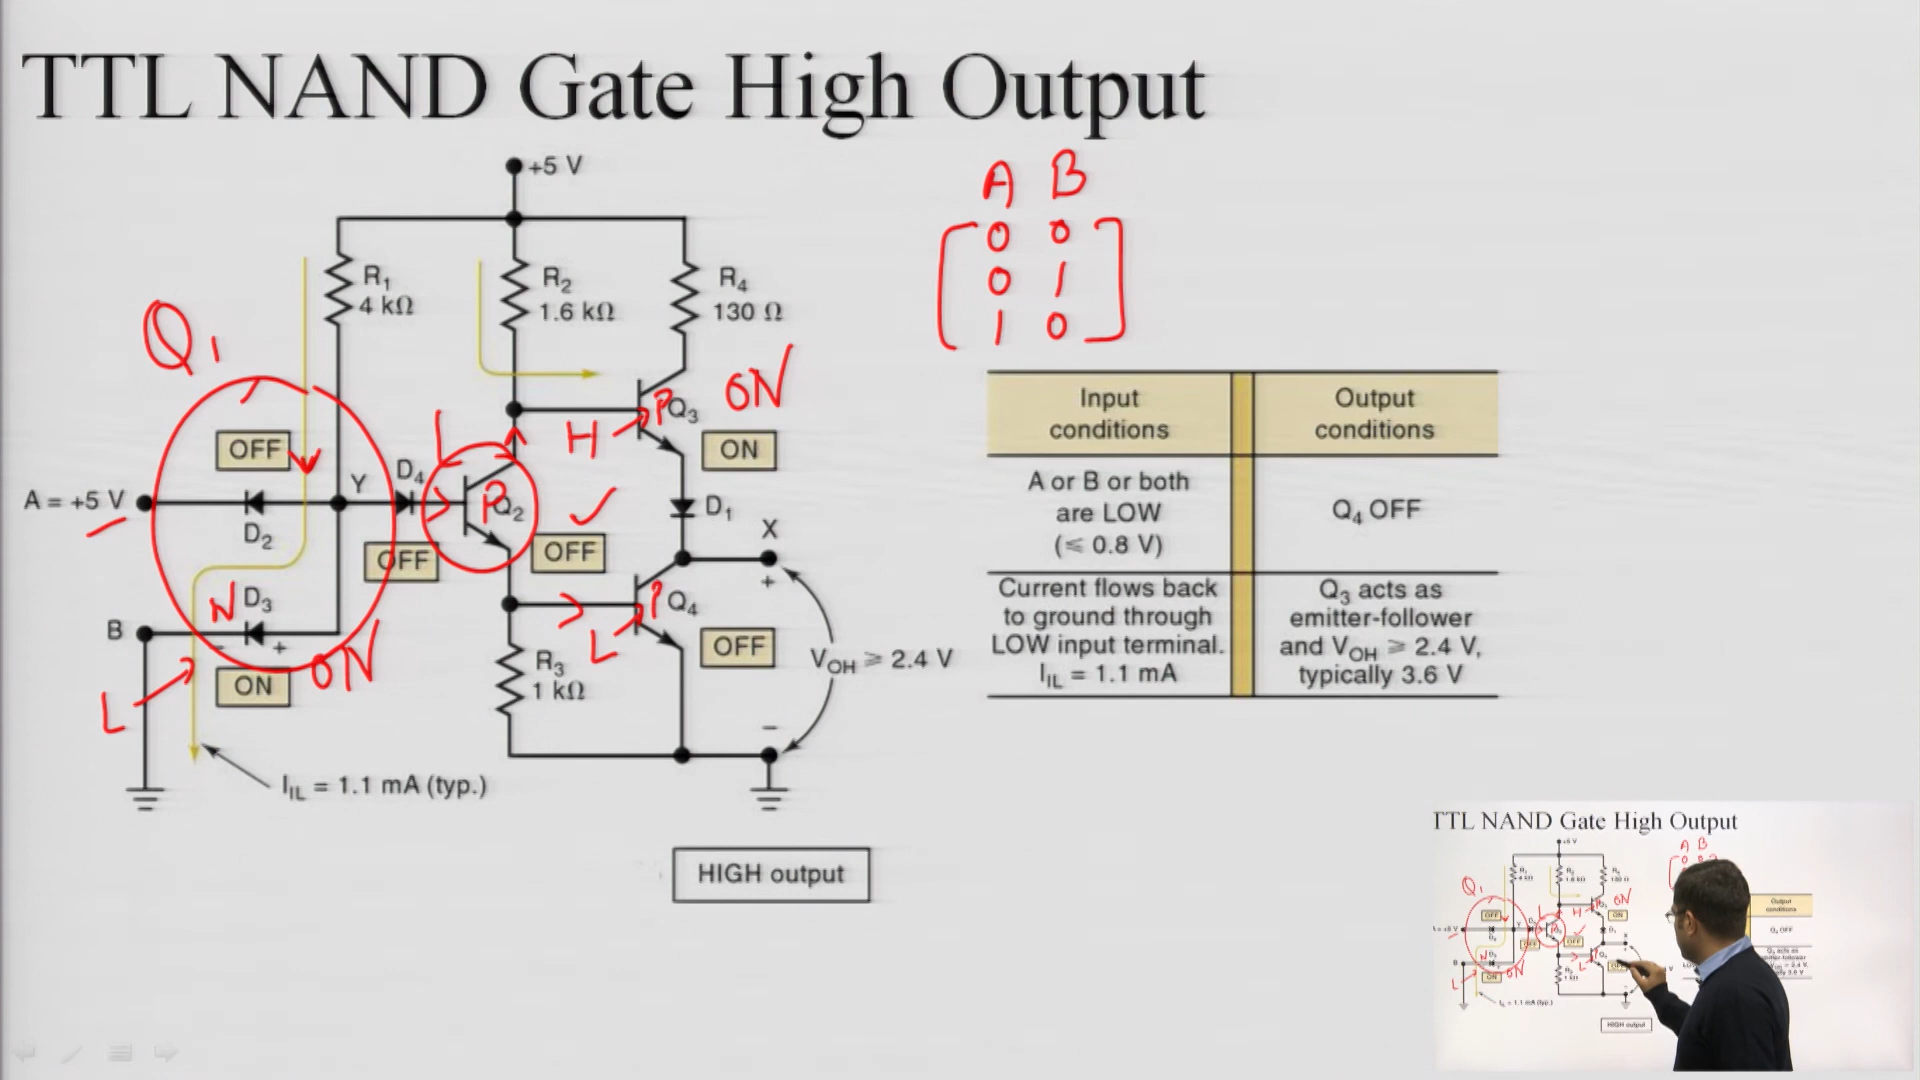 TTL NAND Gate High Output
+5 V
A B
0 0
0 1
1 0
R1
4 kΩ
R2
1.6 kΩ
R4
130 Ω
Q1
ON
P Q3
H
ON
OFF
Y
D4
L
A = +5 V
D2
P Q2
OFF
OFF
D1
X
+
N D3
B
- +
P Q4
L
OFF
ON
ON
L
R3
1 kΩ
VOH ⩾ 2.4 V
-
IIL = 1.1 mA (typ.)
HIGH output
Input conditions
Output conditions
A or B or both
are LOW
(⩽ 0.8 V)
Q4 OFF
Current flows back
to ground through
LOW input terminal.
IIL = 1.1 mA
Q3 acts as
emitter-follower
and VOH ⩾ 2.4 V,
typically 3.6 V
TTL NAND Gate High Output
HIGH output